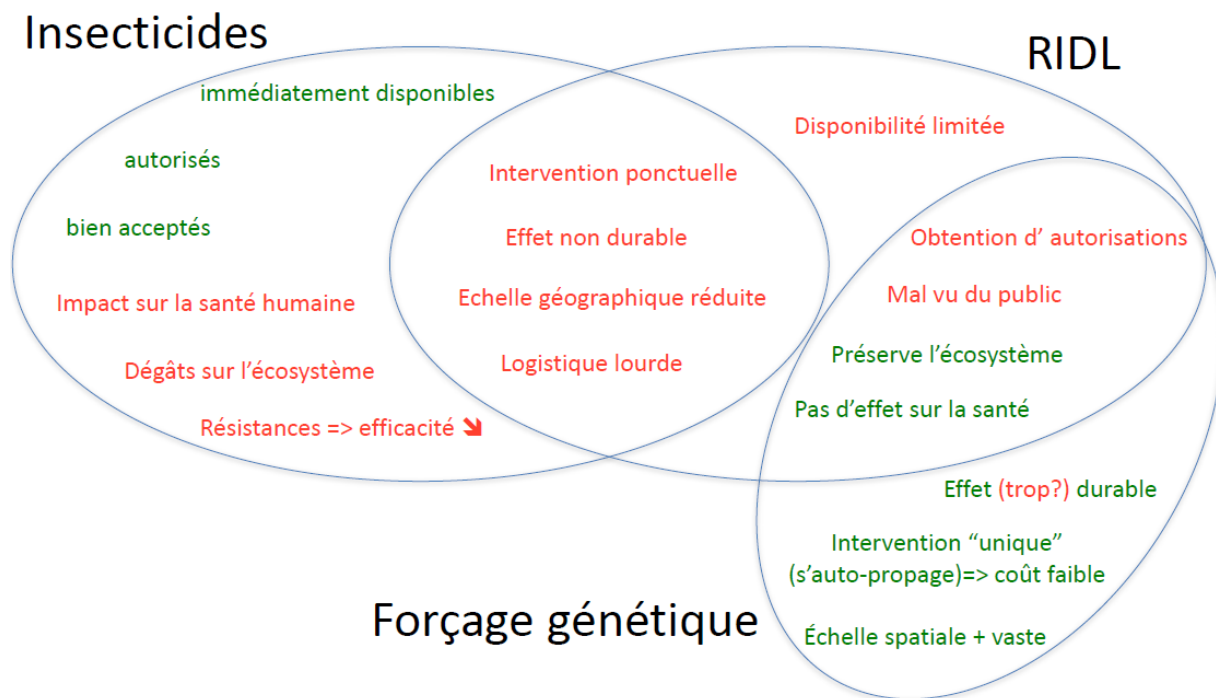 Insecticides
RIDL
immédiatement disponibles
autorisés
bien acceptés
Impact sur la santé humaine
Dégâts sur l'écosystème
Résistances => efficacité ➘
Intervention ponctuelle
Effet non durable
Echelle géographique réduite
Logistique lourde
Disponibilité limitée
Obtention d' autorisations
Mal vu du public
Préserve l'écosystème
Pas d'effet sur la santé
Effet (trop?) durable
Intervention “unique”
(s'auto-propage)=> coût faible
Échelle spatiale + vaste
Forçage génétique